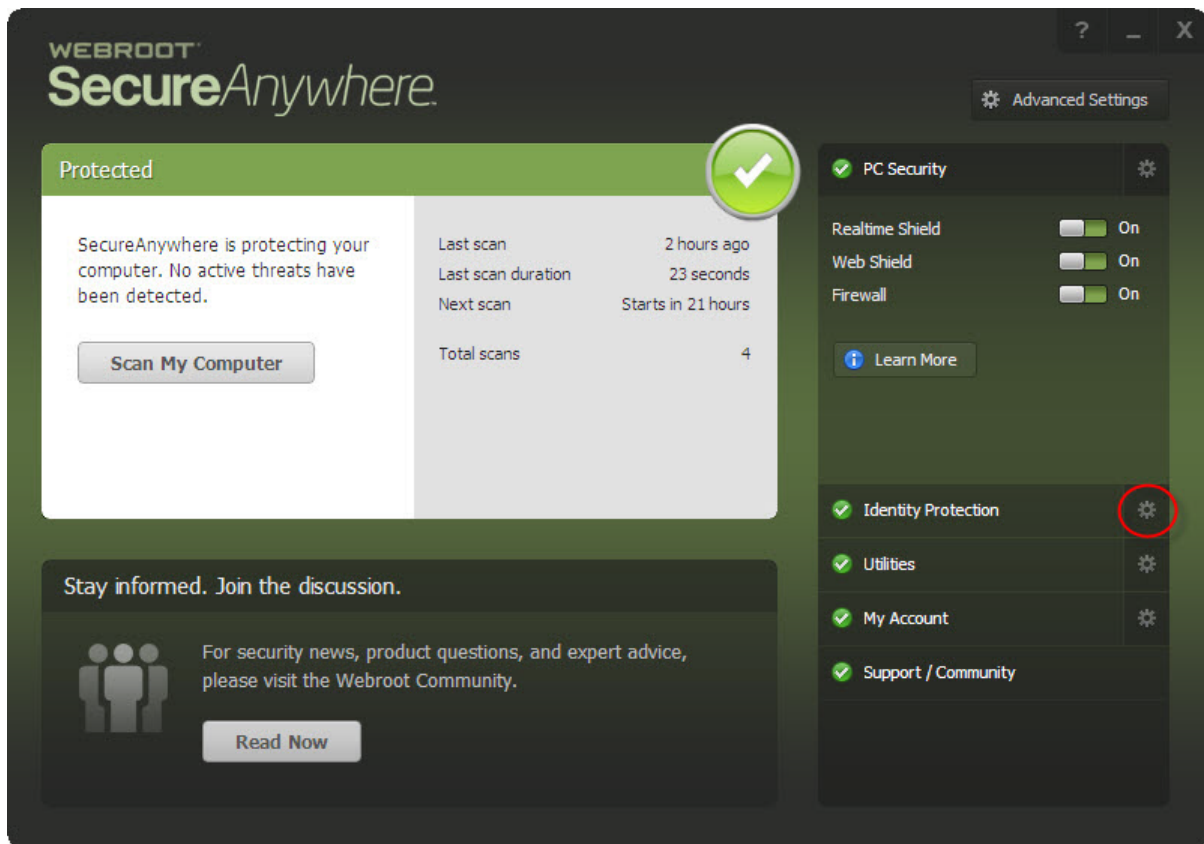 WEBROOT
SecureAnywhere
? _ X
Advanced Settings
Protected
SecureAnywhere is protecting your
computer. No active threats have
been detected.
Scan My Computer
Last scan 2 hours ago
Last scan duration 23 seconds
Next scan Starts in 21 hours
Total scans 4
Stay informed. Join the discussion.
For security news, product questions, and expert advice,
please visit the Webroot Community.
Read Now
PC Security
Realtime Shield On
Web Shield On
Firewall On
Learn More
Identity Protection
Utilities
My Account
Support / Community